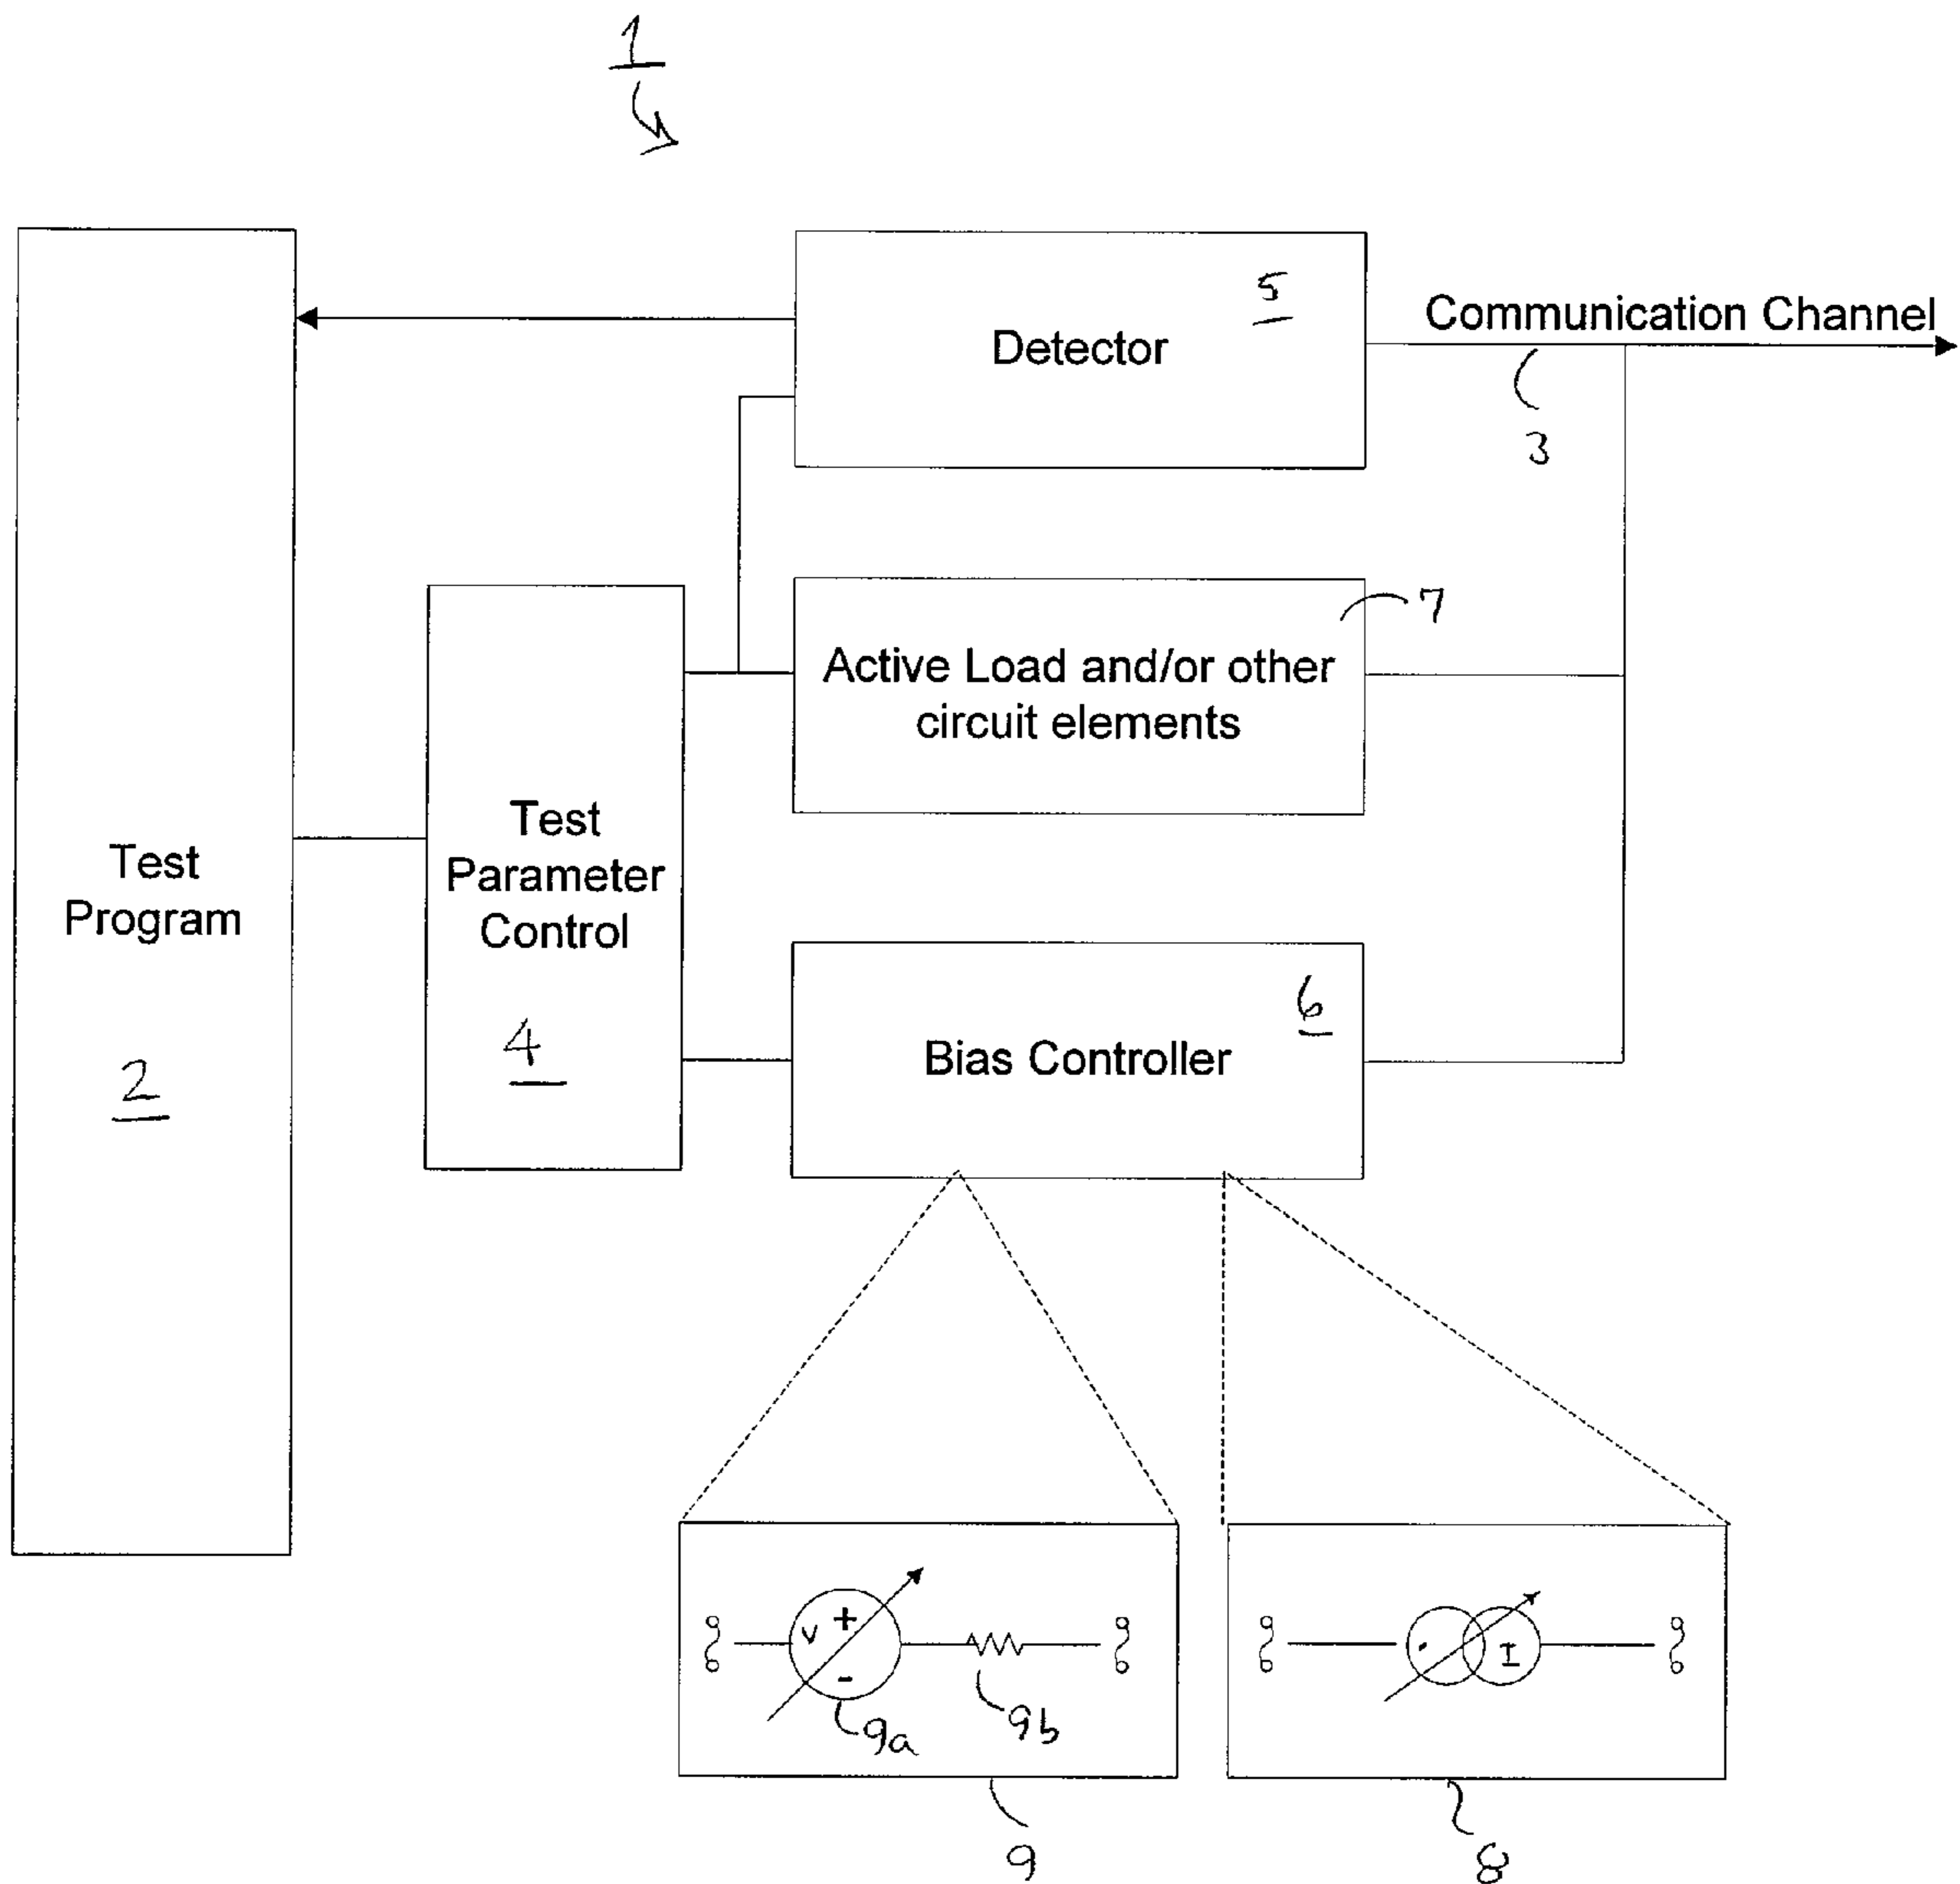 1
5
Detector
Communication Channel
3
7
Active Load and/or other
circuit elements
Test
Parameter
Control
4
Test
Program
2
6
Bias Controller
V
+
-
9a
9b
I
9
8